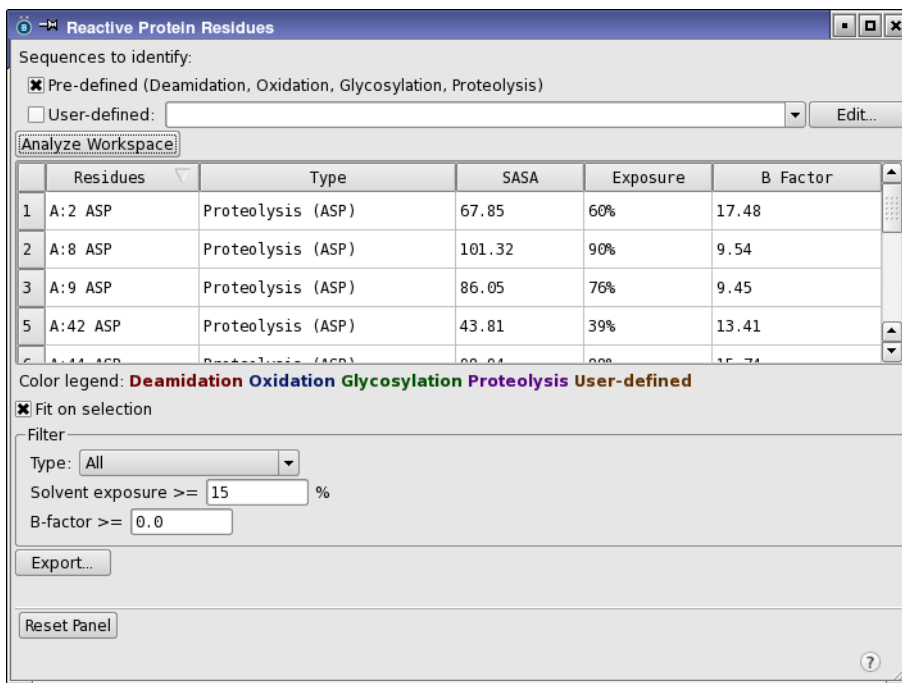 Reactive Protein Residues
Sequences to identify:
Pre-defined (Deamidation, Oxidation, Glycosylation, Proteolysis)
User-defined: Edit...
Analyze Workspace
Residues Type SASA Exposure B Factor
1 A:2 ASP Proteolysis (ASP) 67.85 60% 17.48
2 A:8 ASP Proteolysis (ASP) 101.32 90% 9.54
3 A:9 ASP Proteolysis (ASP) 86.05 76% 9.45
5 A:42 ASP Proteolysis (ASP) 43.81 39% 13.41
Color legend: Deamidation Oxidation Glycosylation Proteolysis User-defined
Fit on selection
Filter
Type: All
Solvent exposure >= 15 %
B-factor >= 0.0
Export...
Reset Panel
?